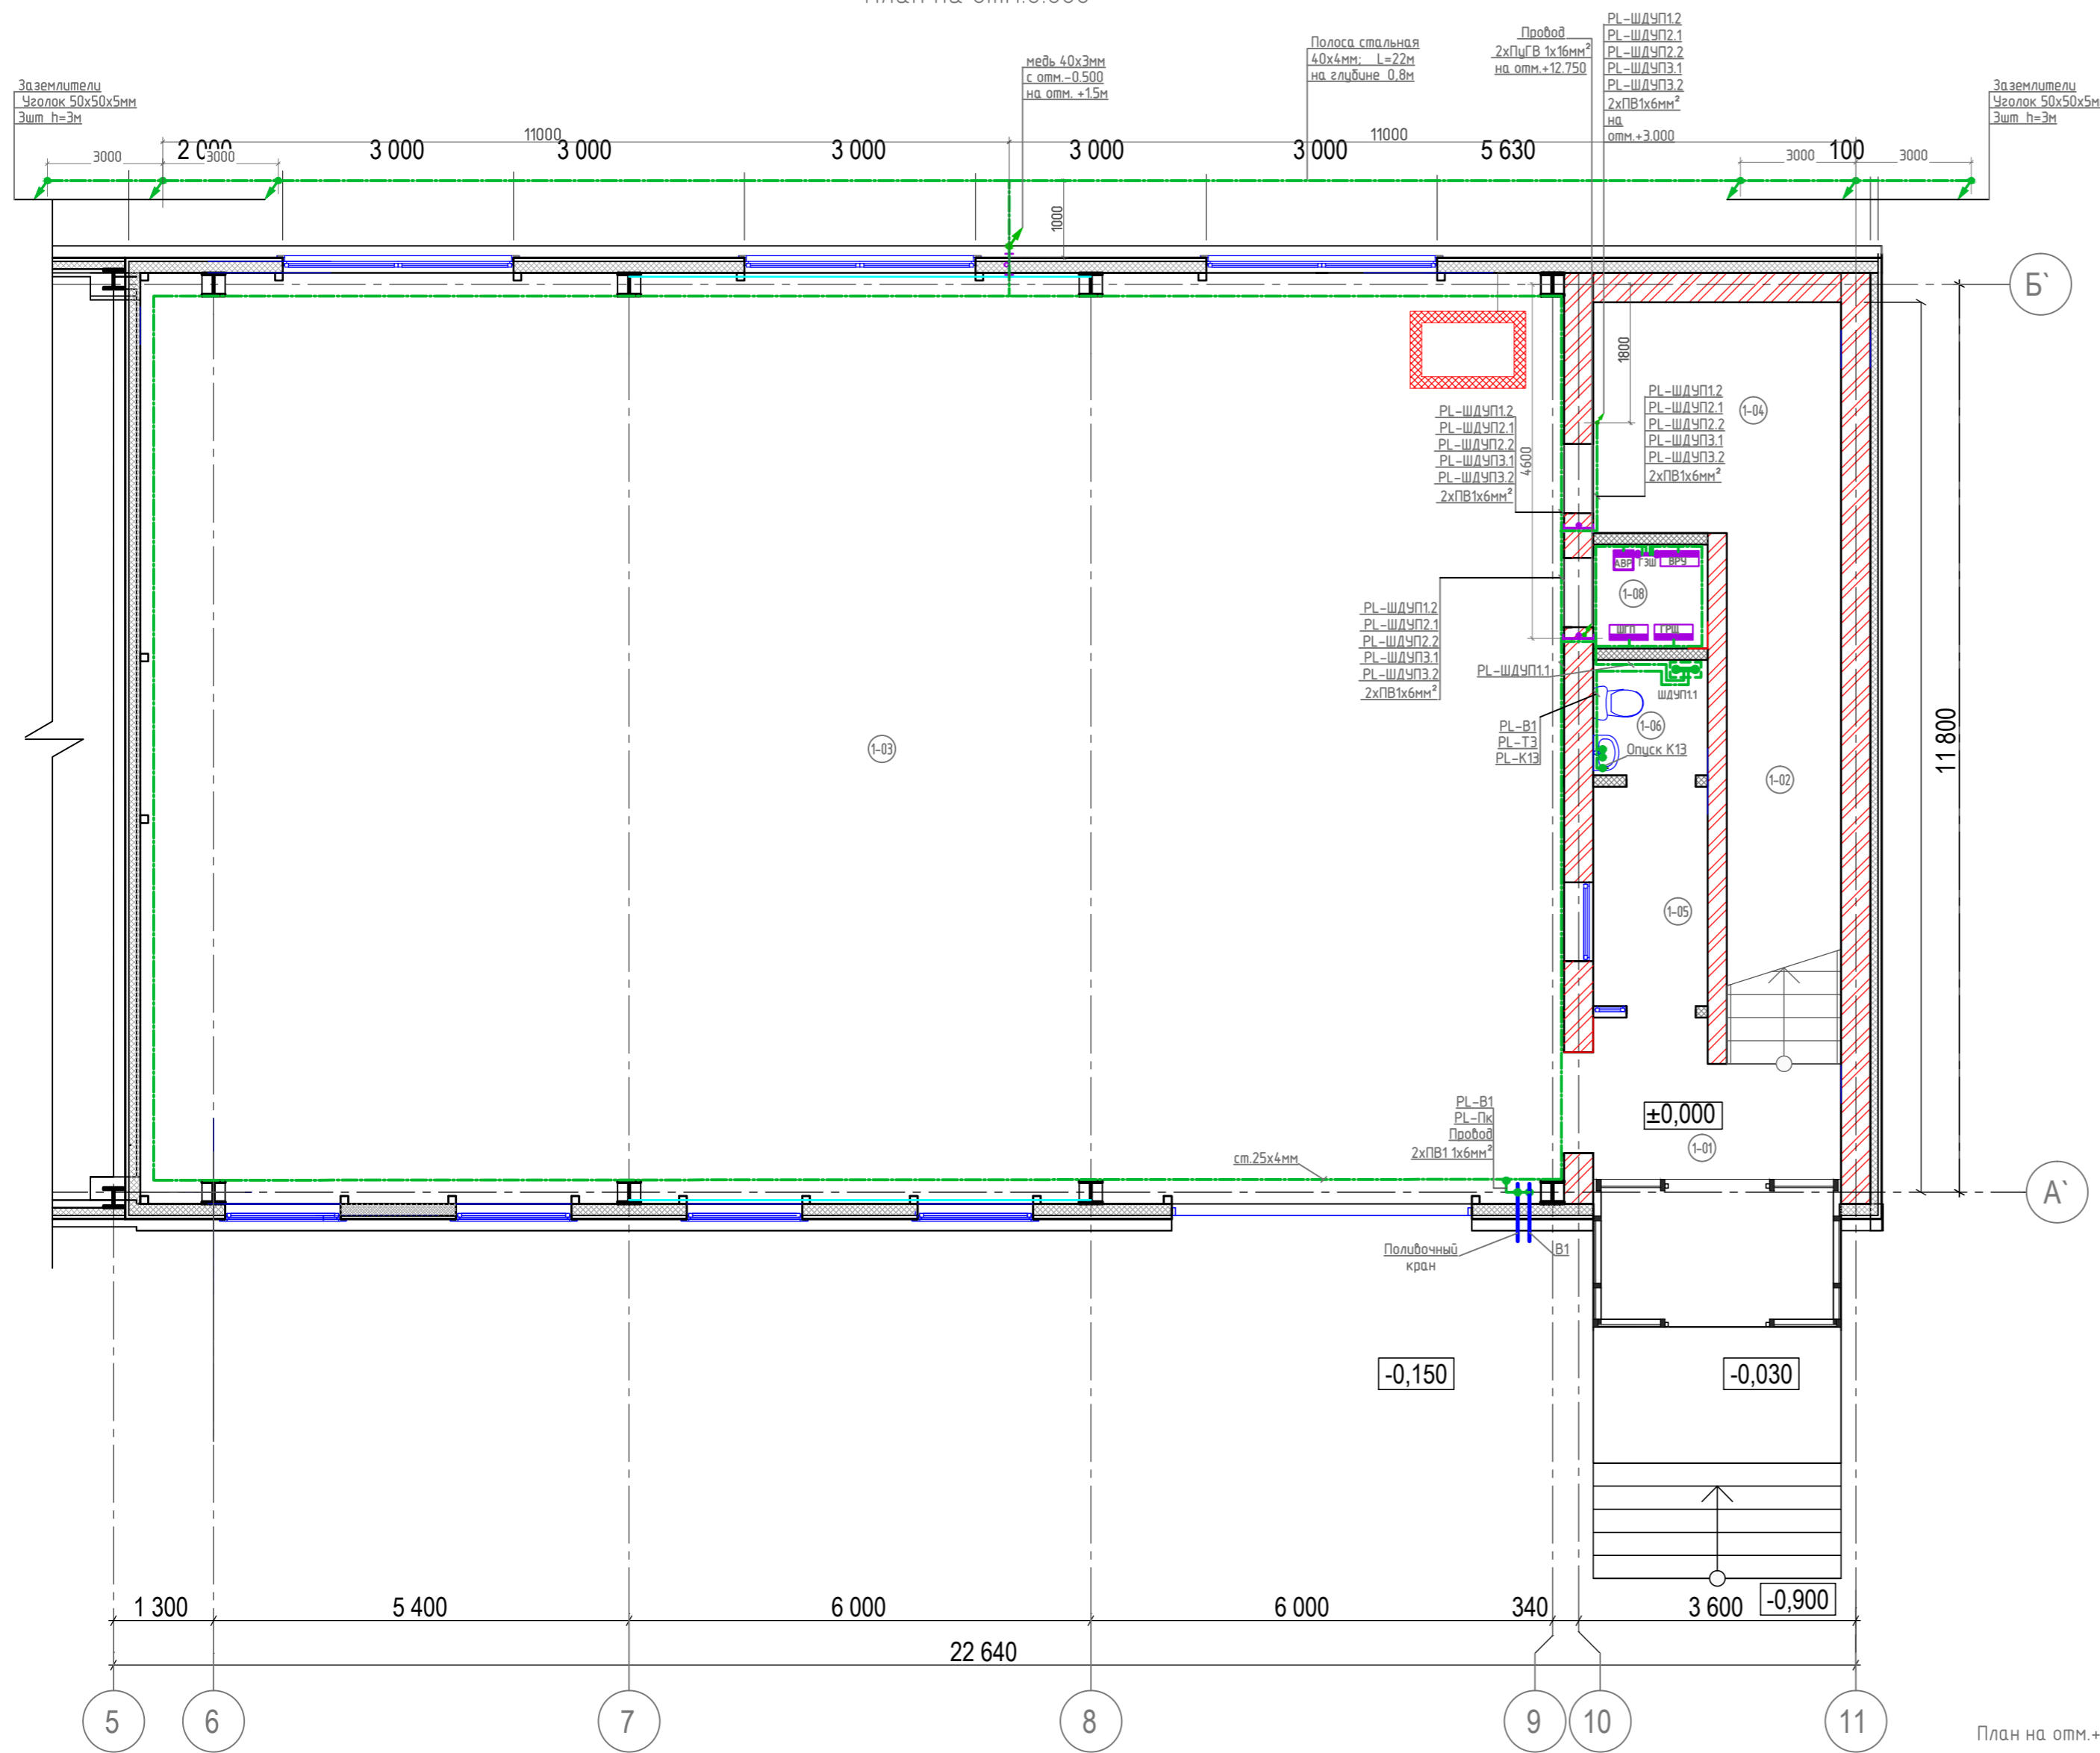 Заземлители
Уголок 50х50х5мм
3шт h=3м
медь 40х3мм
с отм.-0.500
на отм. +1.5м
Полоса стальная
40х4мм; L=22м
на глубине 0.8м
Провод
2хПуГВ 1х16мм²
на отм.+12.750
PL-ШДУП1.2
PL-ШДУП2.1
PL-ШДУП2.2
PL-ШДУП3.1
PL-ШДУП3.2
2хПВ1х6мм²
на
отм.+3.000
Заземлители
Уголок 50х50х5м
3шт h=3м
11000
11000
3000
3000
3000
3000
2 000
3 000
3 000
3 000
3 000
3 000
5 630
100
1000
Б`
1800
4600
PL-ШДУП1.2
PL-ШДУП2.1
PL-ШДУП2.2
PL-ШДУП3.1
PL-ШДУП3.2
2хПВ1х6мм²
PL-ШДУП1.2
PL-ШДУП2.1
PL-ШДУП2.2
PL-ШДУП3.1
PL-ШДУП3.2
2хПВ1х6мм²
1-04
АВР
ГЗШ
ВРУ
1-08
ШГП
ГРЩ
PL-ШДУП1.2
PL-ШДУП2.1
PL-ШДУП2.2
PL-ШДУП3.1
PL-ШДУП3.2
2хПВ1х6мм²
PL-ШДУП1.1
ШДУП1.1
PL-В1
PL-Т3
PL-К13
1-06
Опуск К13
1-03
1-02
11 800
1-05
±0,000
1-01
PL-В1
PL-Пк
Провод
2хПВ1 1х6мм²
ст.25х4мм
А`
Поливочный
кран
В1
-0,150
-0,030
-0,900
1 300
5 400
6 000
6 000
340
3 600
22 640
5
6
7
8
9
10
11
План на отм.+